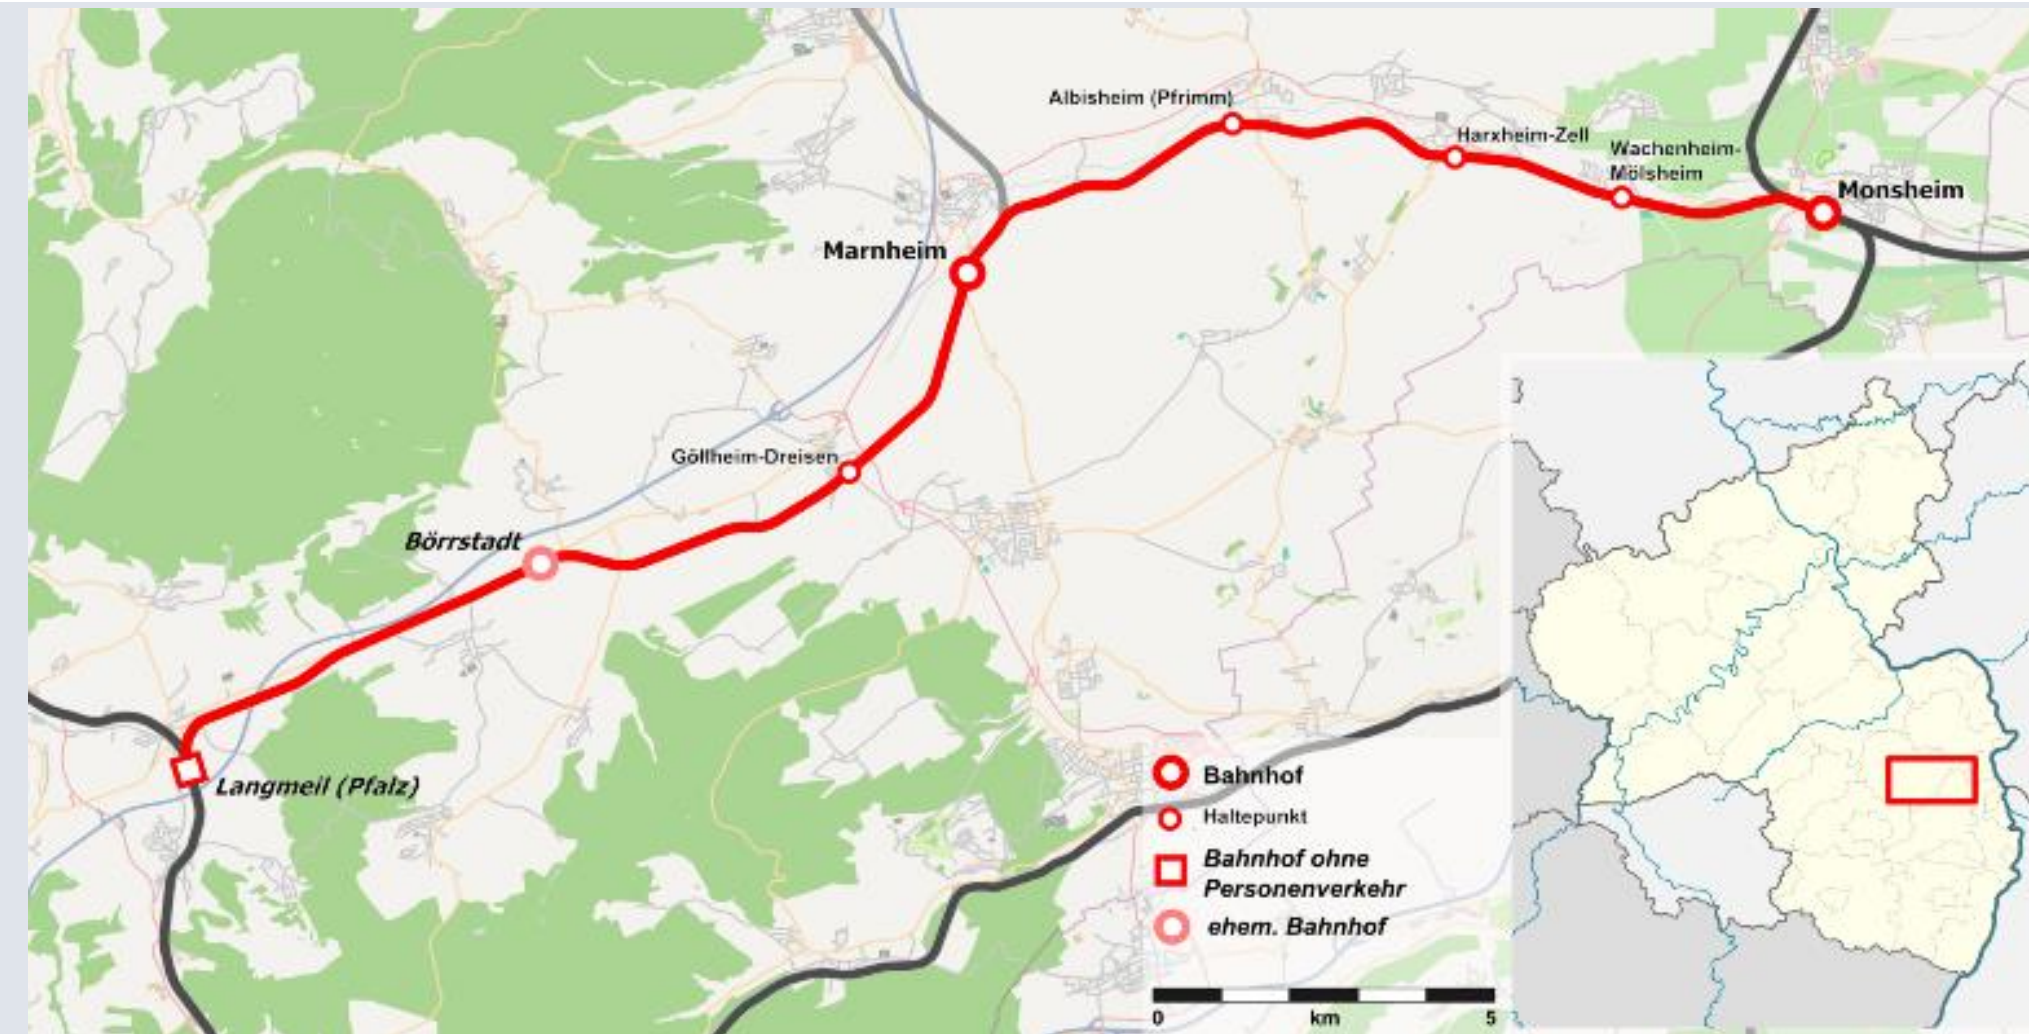 Albisheim (Pfrimm)
Harxheim-Zell
Wachenheim-
Mölsheim
Monsheim
Marnheim
Göllheim-Dreisen
Börrstadt
Langmeil (Pfalz)
Bahnhof
Haltepunkt
Bahnhof ohne
Personenverkehr
ehem. Bahnhof
0 km 5